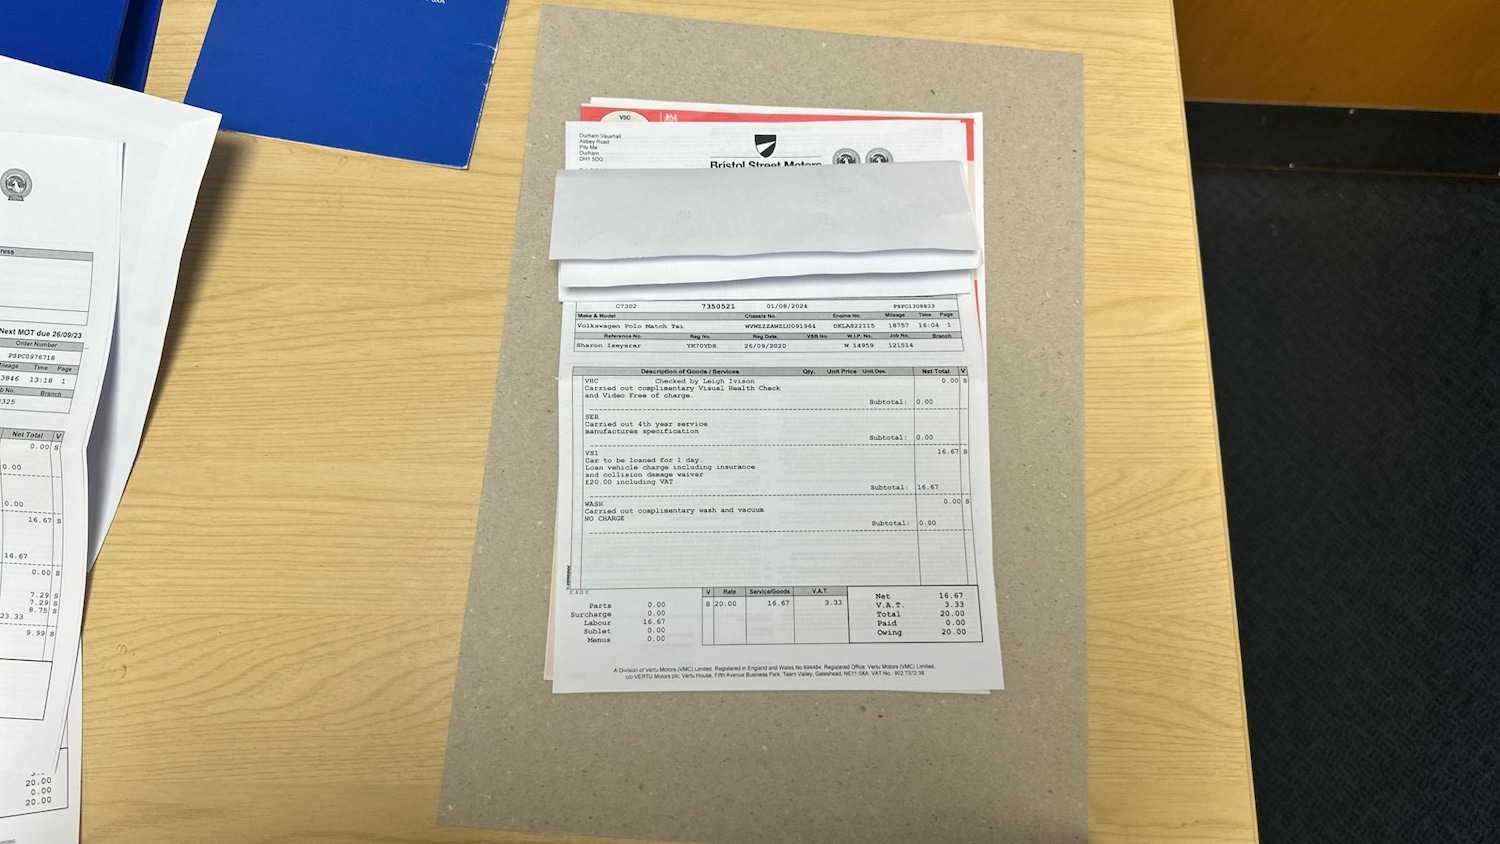 Durham Vauxhall
Abbey Road
Pity Me
Durham
DH1 5DG
VSC
Bristol Street Motors
C7302 7350521 01/08/2024 PSPC1308833
Make & Model Chassis No. Engine No. Mileage Time Page
Volkswagen Polo Match Tsi WVWZZZAWZLU091964 DKLA822115 18757 16:04 1
Reference No. Reg No. Reg Date. VSB No. W.I.P. No. Job No. Branch
Sharon Iseyarar YK70YDS 26/09/2020 W 14959 121514
Description of Goods / Services Qty. Unit Price Unit Des. Net Total V
VHC Checked by Leigh Ivison 0.00 S
Carried out complimentary Visual Health Check
and Video Free of charge.
Subtotal: 0.00
SER
Carried out 4th year service
manufactures specification
Subtotal: 0.00
VS1 16.67 S
Car to be loaned for 1 day.
Loan vehicle charge including insurance
and collision damage waiver
£20.00 including VAT
Subtotal: 16.67
WASH 0.00 S
Carried out complimentary wash and vacuum
NO CHARGE
Subtotal: 0.00
E & O E
Parts 0.00
Surcharge 0.00
Labour 16.67
Sublet 0.00
Menus 0.00
V Rate Service/Goods V.A.T.
S 20.00 16.67 3.33
Net 16.67
V.A.T. 3.33
Total 20.00
Paid 0.00
Owing 20.00
A Division of Vertu Motors (VMC) Limited. Registered in England and Wales No 694464. Registered Office: Vertu Motors (VMC) Limited,
c/o VERTU Motors plc, Vertu House, Fifth Avenue Business Park, Team Valley, Gateshead, NE11 0XA. VAT No. 902 7372 38.
ress
Next MOT due 26/09/23
Order Number
PSPC0976718
Mileage Time Page
3846 13:18 1
b No. Branch
0325
Net Total V
0.00 S
0.00
0.00
16.67 S
16.67
0.00 S
7.29 S
7.29 S
8.75 S
23.33
9.99 S
20.00
0.00
20.00